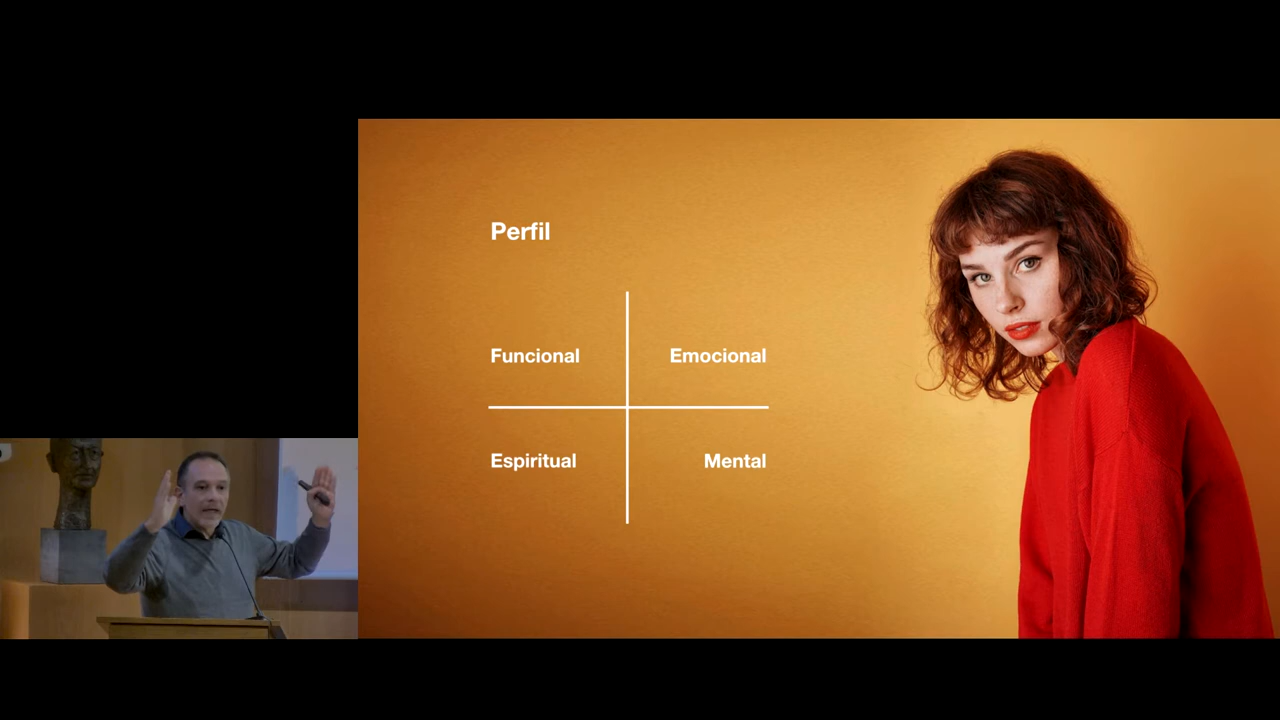 Perfil
Funcional
Emocional
Espiritual
Mental